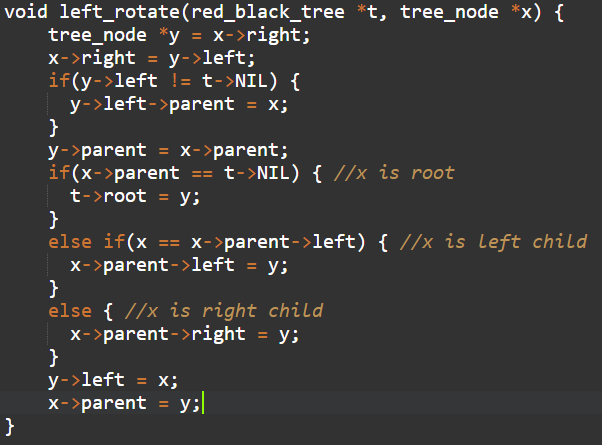 void left_rotate(red_black_tree *t, tree_node *x) {
    tree_node *y = x->right;
    x->right = y->left;
    if(y->left != t->NIL) {
      y->left->parent = x;
    }
    y->parent = x->parent;
    if(x->parent == t->NIL) { //x is root
      t->root = y;
    }
    else if(x == x->parent->left) { //x is left child
      x->parent->left = y;
    }
    else { //x is right child
      x->parent->right = y;
    }
    y->left = x;
    x->parent = y;
}